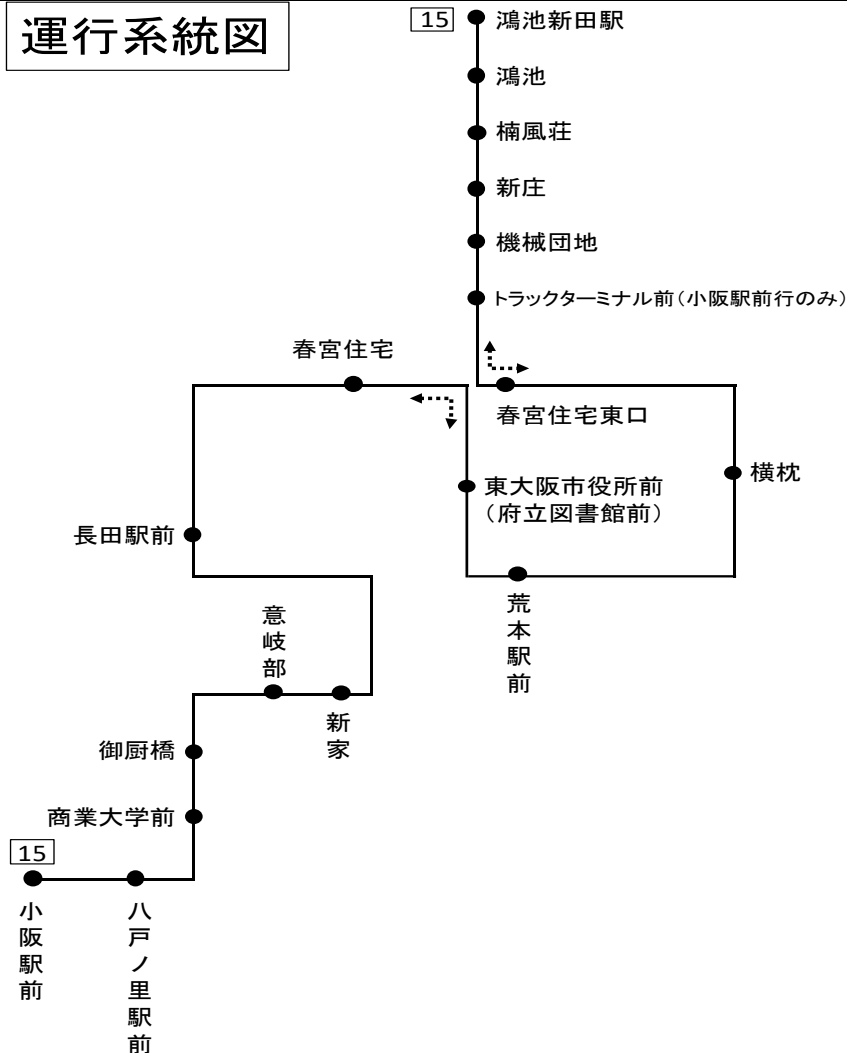 運行系統図
15
鴻池新田駅
鴻池
楠風荘
新庄
機械団地
トラックターミナル前(小阪駅前行のみ)
春宮住宅
春宮住宅東口
横枕
東大阪市役所前
(府立図書館前)
長田駅前
荒本駅前
意岐部
新家
御厨橋
商業大学前
15
小阪駅前
八戸ノ里駅前